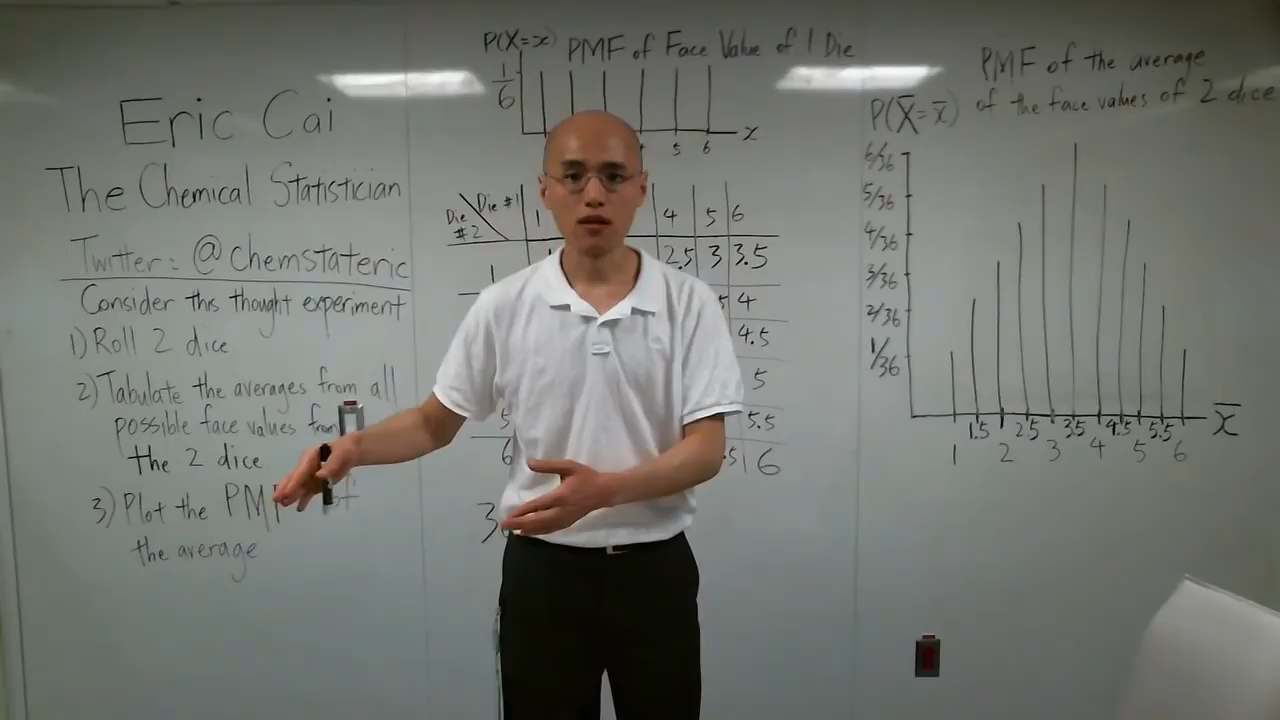 Eric Cai
The Chemical Statistician
Twitter: @chemstateric
Consider this thought experiment
1) Roll 2 dice
2) Tabulate the averages from all
possible face values from
the 2 dice
3) Plot the
the average
P(X=x) PMF of Face Value of 1 Die
1/6
5 6 x
Die #1
Die #2
1 4 5 6
1 2.5 3 3.5
4
4.5
5
5 5.5
6 6
PMF of the average
of the face values of 2 dice
P(X̅=x̅)
6/36
5/36
4/36
3/36
2/36
1/36
1.5 2.5 3.5 4.5 5.5 x̅
1 2 3 4 5 6